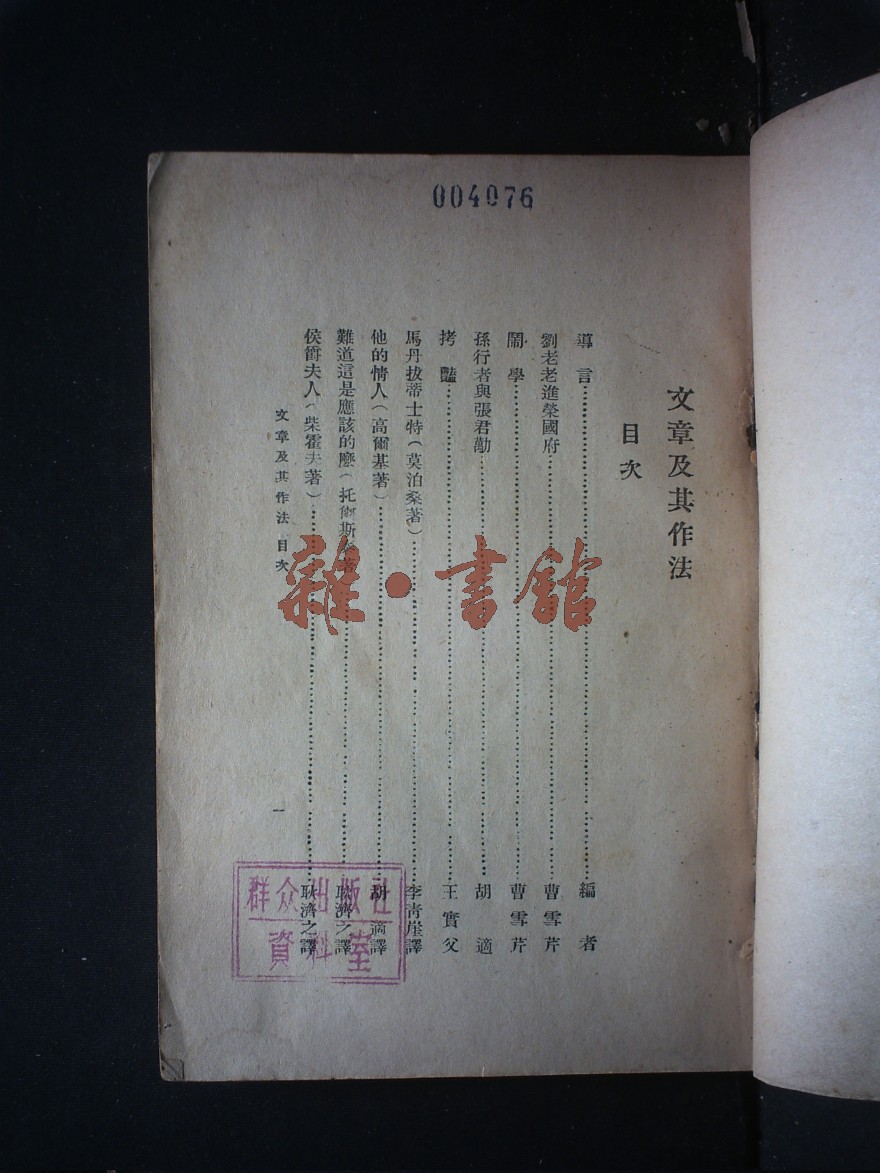 004076
文章及其作法
目次
導言……編者
劉老老進榮國府……曹雪芹
鬧學……曹雪芹
孫行者與張君勱……胡適
拷豔……王實父
馬丹拔蒂士特（莫泊桑著）……李青崖譯
他的情人（高爾基著）……胡適譯
難道這是應該的麼（托爾斯……耿濟之譯
侯爵夫人（柴霍夫著）……耿濟之譯
文章及其作法 目次
一
雜·書館
群众出版社
資料室